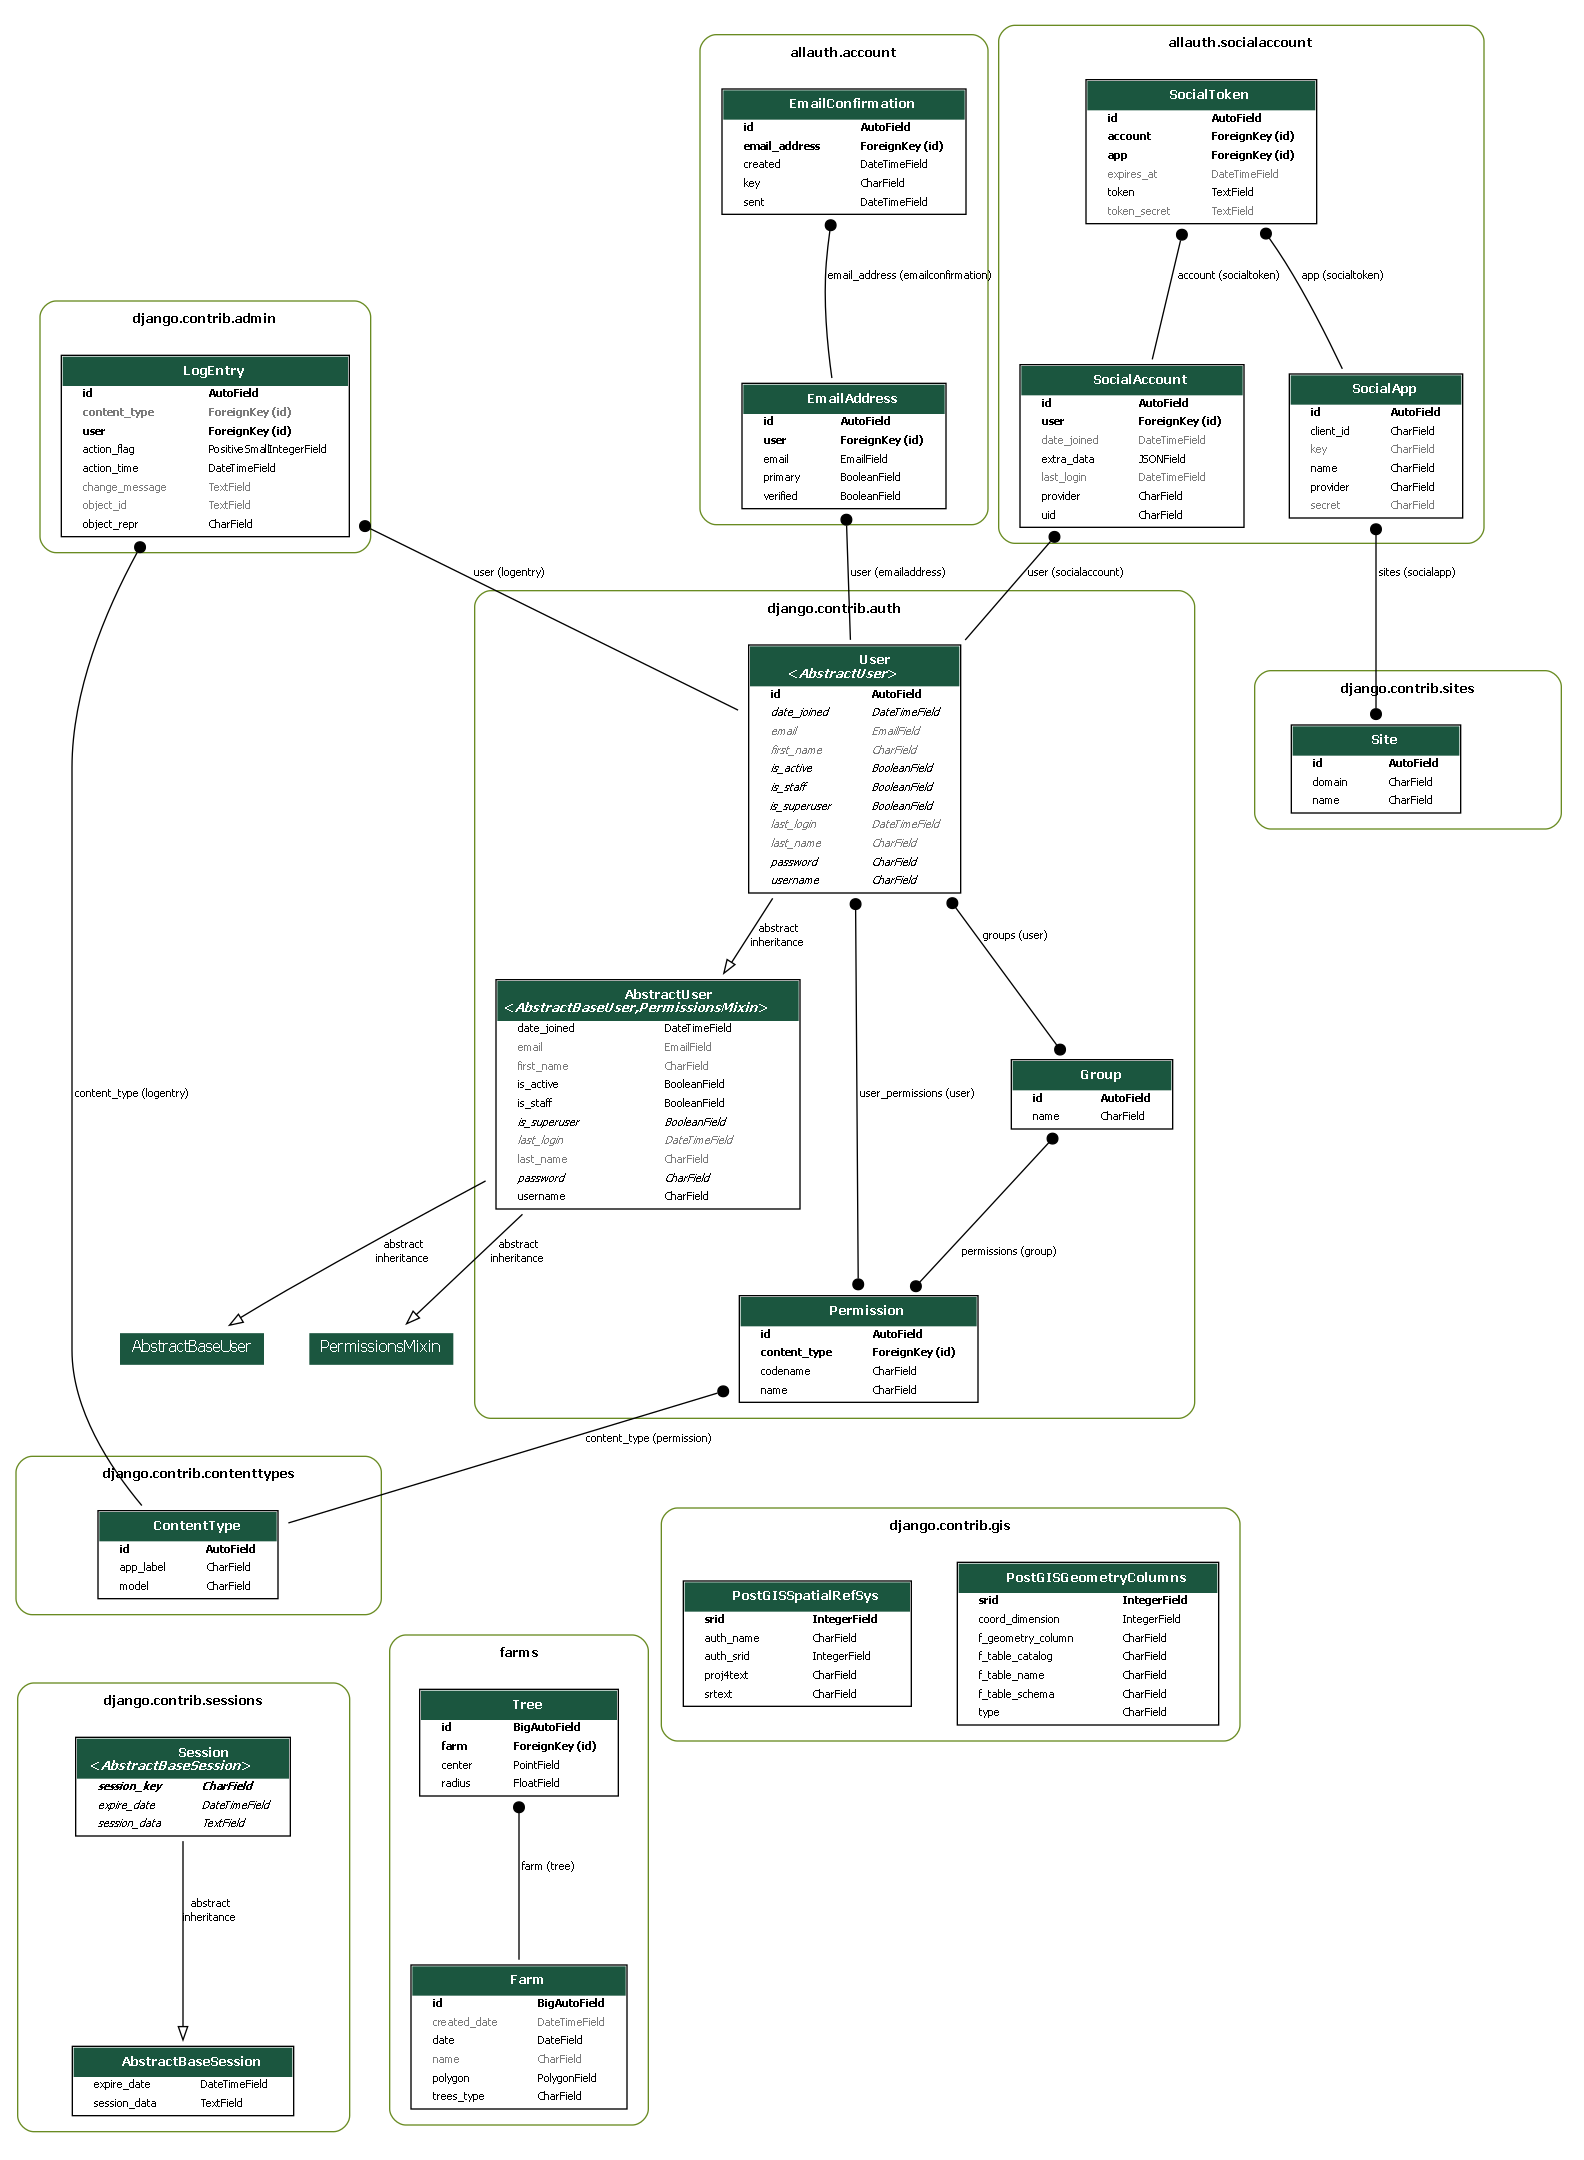 allauth.account
EmailConfirmation
id AutoField
email_address ForeignKey (id)
created DateTimeField
key CharField
sent DateTimeField
email_address (emailconfirmation)
EmailAddress
id AutoField
user ForeignKey (id)
email EmailField
primary BooleanField
verified BooleanField
allauth.socialaccount
SocialToken
id AutoField
account ForeignKey (id)
app ForeignKey (id)
expires_at DateTimeField
token TextField
token_secret TextField
account (socialtoken)
app (socialtoken)
SocialAccount
id AutoField
user ForeignKey (id)
date_joined DateTimeField
extra_data JSONField
last_login DateTimeField
provider CharField
uid CharField
SocialApp
id AutoField
client_id CharField
key CharField
name CharField
provider CharField
secret CharField
django.contrib.admin
LogEntry
id AutoField
content_type ForeignKey (id)
user ForeignKey (id)
action_flag PositiveSmallIntegerField
action_time DateTimeField
change_message TextField
object_id TextField
object_repr CharField
user (logentry)
user (emailaddress)
user (socialaccount)
sites (socialapp)
django.contrib.auth
User
<AbstractUser>
id AutoField
date_joined DateTimeField
email EmailField
first_name CharField
is_active BooleanField
is_staff BooleanField
is_superuser BooleanField
last_login DateTimeField
last_name CharField
password CharField
username CharField
django.contrib.sites
Site
id AutoField
domain CharField
name CharField
abstract
inheritance
groups (user)
AbstractUser
<AbstractBaseUser,PermissionsMixin>
date_joined DateTimeField
email EmailField
first_name CharField
is_active BooleanField
is_staff BooleanField
is_superuser BooleanField
last_login DateTimeField
last_name CharField
password CharField
username CharField
content_type (logentry)
user_permissions (user)
Group
id AutoField
name CharField
abstract
inheritance
abstract
inheritance
permissions (group)
AbstractBaseUser
PermissionsMixin
Permission
id AutoField
content_type ForeignKey (id)
codename CharField
name CharField
content_type (permission)
django.contrib.contenttypes
ContentType
id AutoField
app_label CharField
model CharField
django.contrib.gis
PostGISSpatialRefSys
srid IntegerField
auth_name CharField
auth_srid IntegerField
proj4text CharField
srtext CharField
PostGISGeometryColumns
srid IntegerField
coord_dimension IntegerField
f_geometry_column CharField
f_table_catalog CharField
f_table_name CharField
f_table_schema CharField
type CharField
django.contrib.sessions
Session
<AbstractBaseSession>
session_key CharField
expire_date DateTimeField
session_data TextField
abstract
inheritance
AbstractBaseSession
expire_date DateTimeField
session_data TextField
farms
Tree
id BigAutoField
farm ForeignKey (id)
center PointField
radius FloatField
farm (tree)
Farm
id BigAutoField
created_date DateTimeField
date DateField
name CharField
polygon PolygonField
trees_type CharField